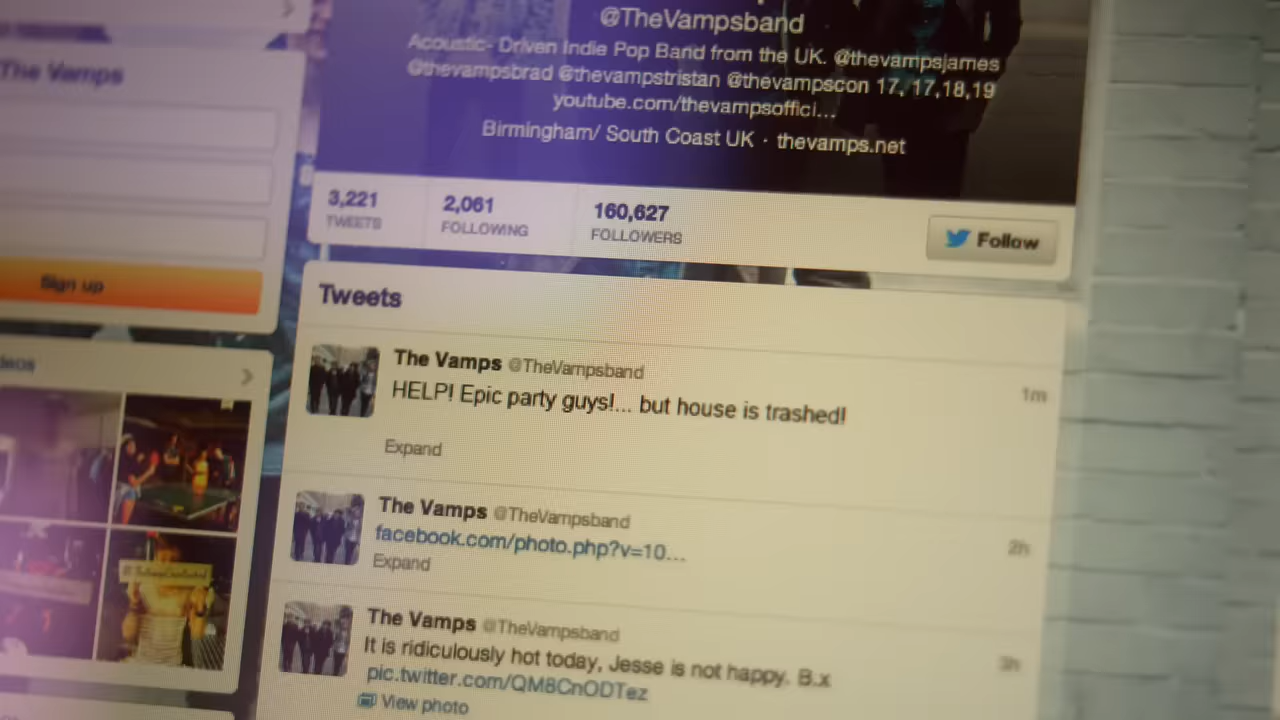 @TheVampsband
Acoustic- Driven Indie Pop Band from the UK. @thevampsjames
@thevampsbrad @thevampstristan @thevampscon 17, 17,18,19
youtube.com/thevampsoffici...
Birmingham/ South Coast UK · thevamps.net
The Vamps
3,221
TWEETS
2,061
FOLLOWING
160,627
FOLLOWERS
Follow
Sign up
Tweets
The Vamps @TheVampsband
1m
HELP! Epic party guys!... but house is trashed!
Expand
The Vamps @TheVampsband
2h
facebook.com/photo.php?v=10...
Expand
The Vamps @TheVampsband
3h
It is ridiculously hot today, Jesse is not happy. B.x
pic.twitter.com/QM8CnODTez
View photo